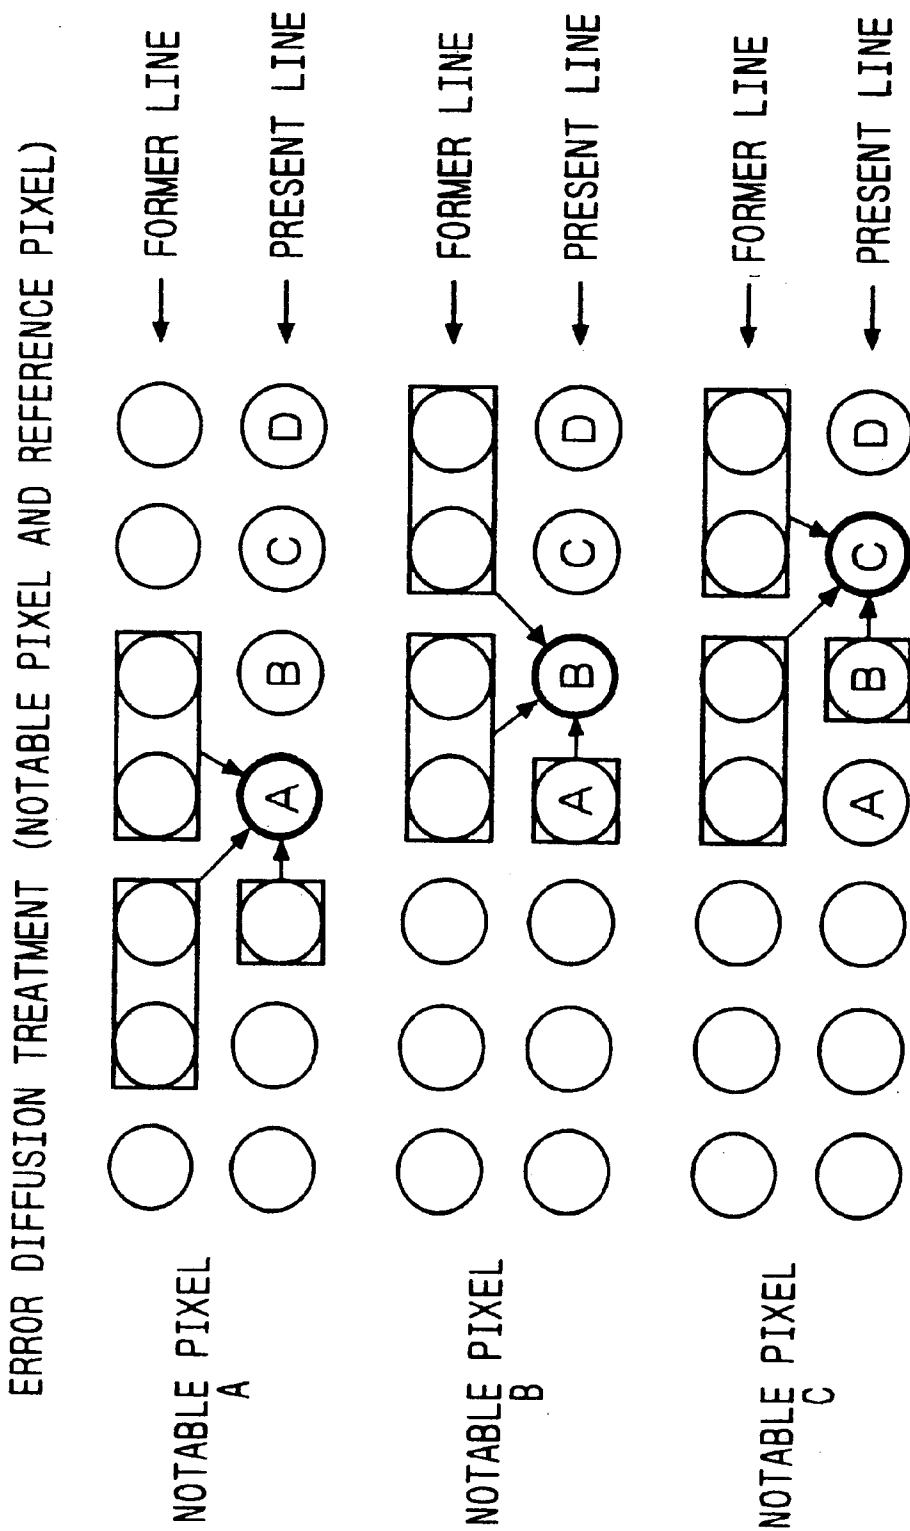 ERROR DIFFUSION TREATMENT (NOTABLE PIXEL AND REFERENCE PIXEL)
NOTABLE PIXEL
A
FORMER LINE
A B C D
PRESENT LINE
NOTABLE PIXEL
B
FORMER LINE
A B C D
PRESENT LINE
NOTABLE PIXEL
C
FORMER LINE
A B C D
PRESENT LINE